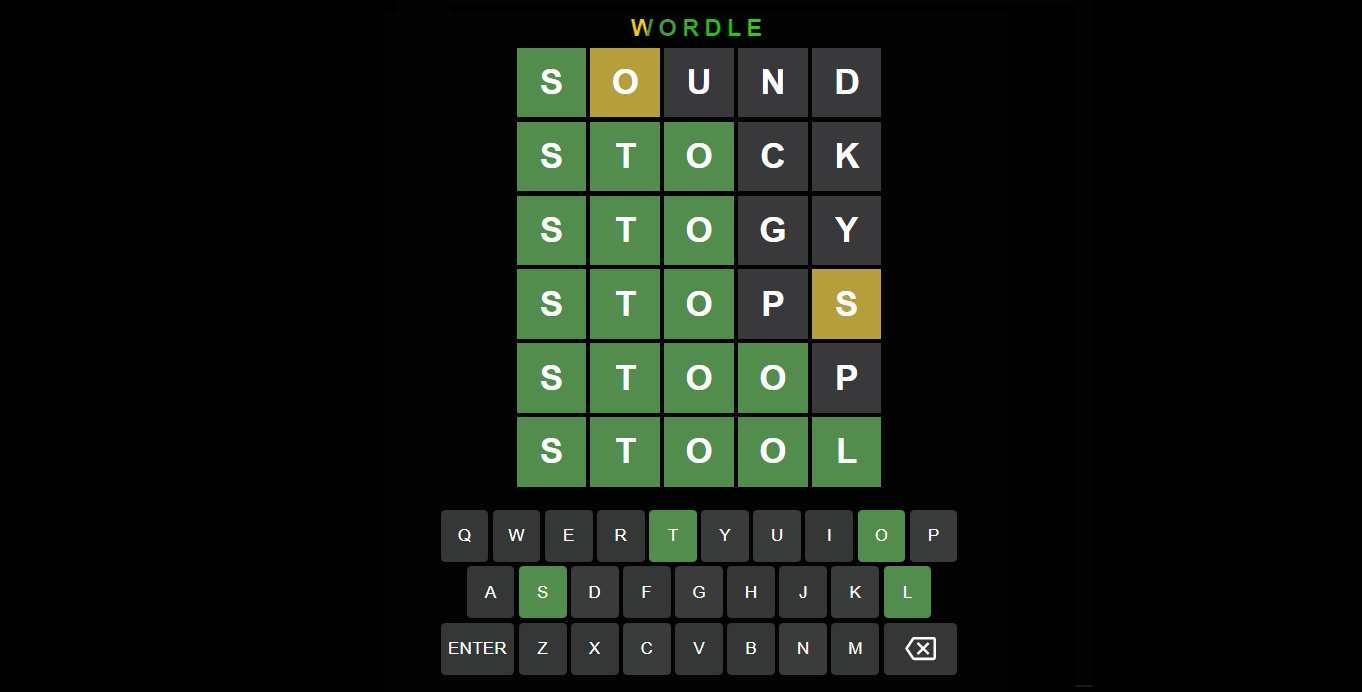 WORDLE
S O U N D
S T O C K
S T O G Y
S T O P S
S T O O P
S T O O L
Q W E R T Y U I O P
A S D F G H J K L
ENTER Z X C V B N M